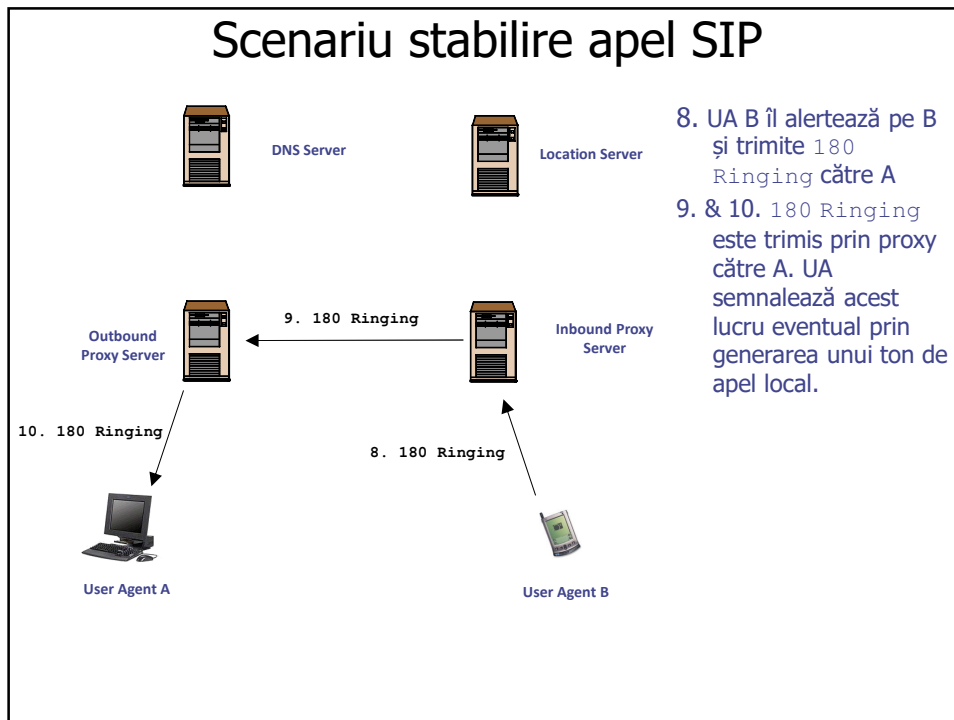 Scenariu stabilire apel SIP
DNS Server
Location Server
8. UA B îl alertează pe B
și trimite 180
Ringing către A
9. & 10. 180 Ringing
este trimis prin proxy
către A. UA
semnalează acest
lucru eventual prin
generarea unui ton de
apel local.
Outbound
Proxy Server
9. 180 Ringing
Inbound Proxy
Server
10. 180 Ringing
8. 180 Ringing
User Agent A
User Agent B